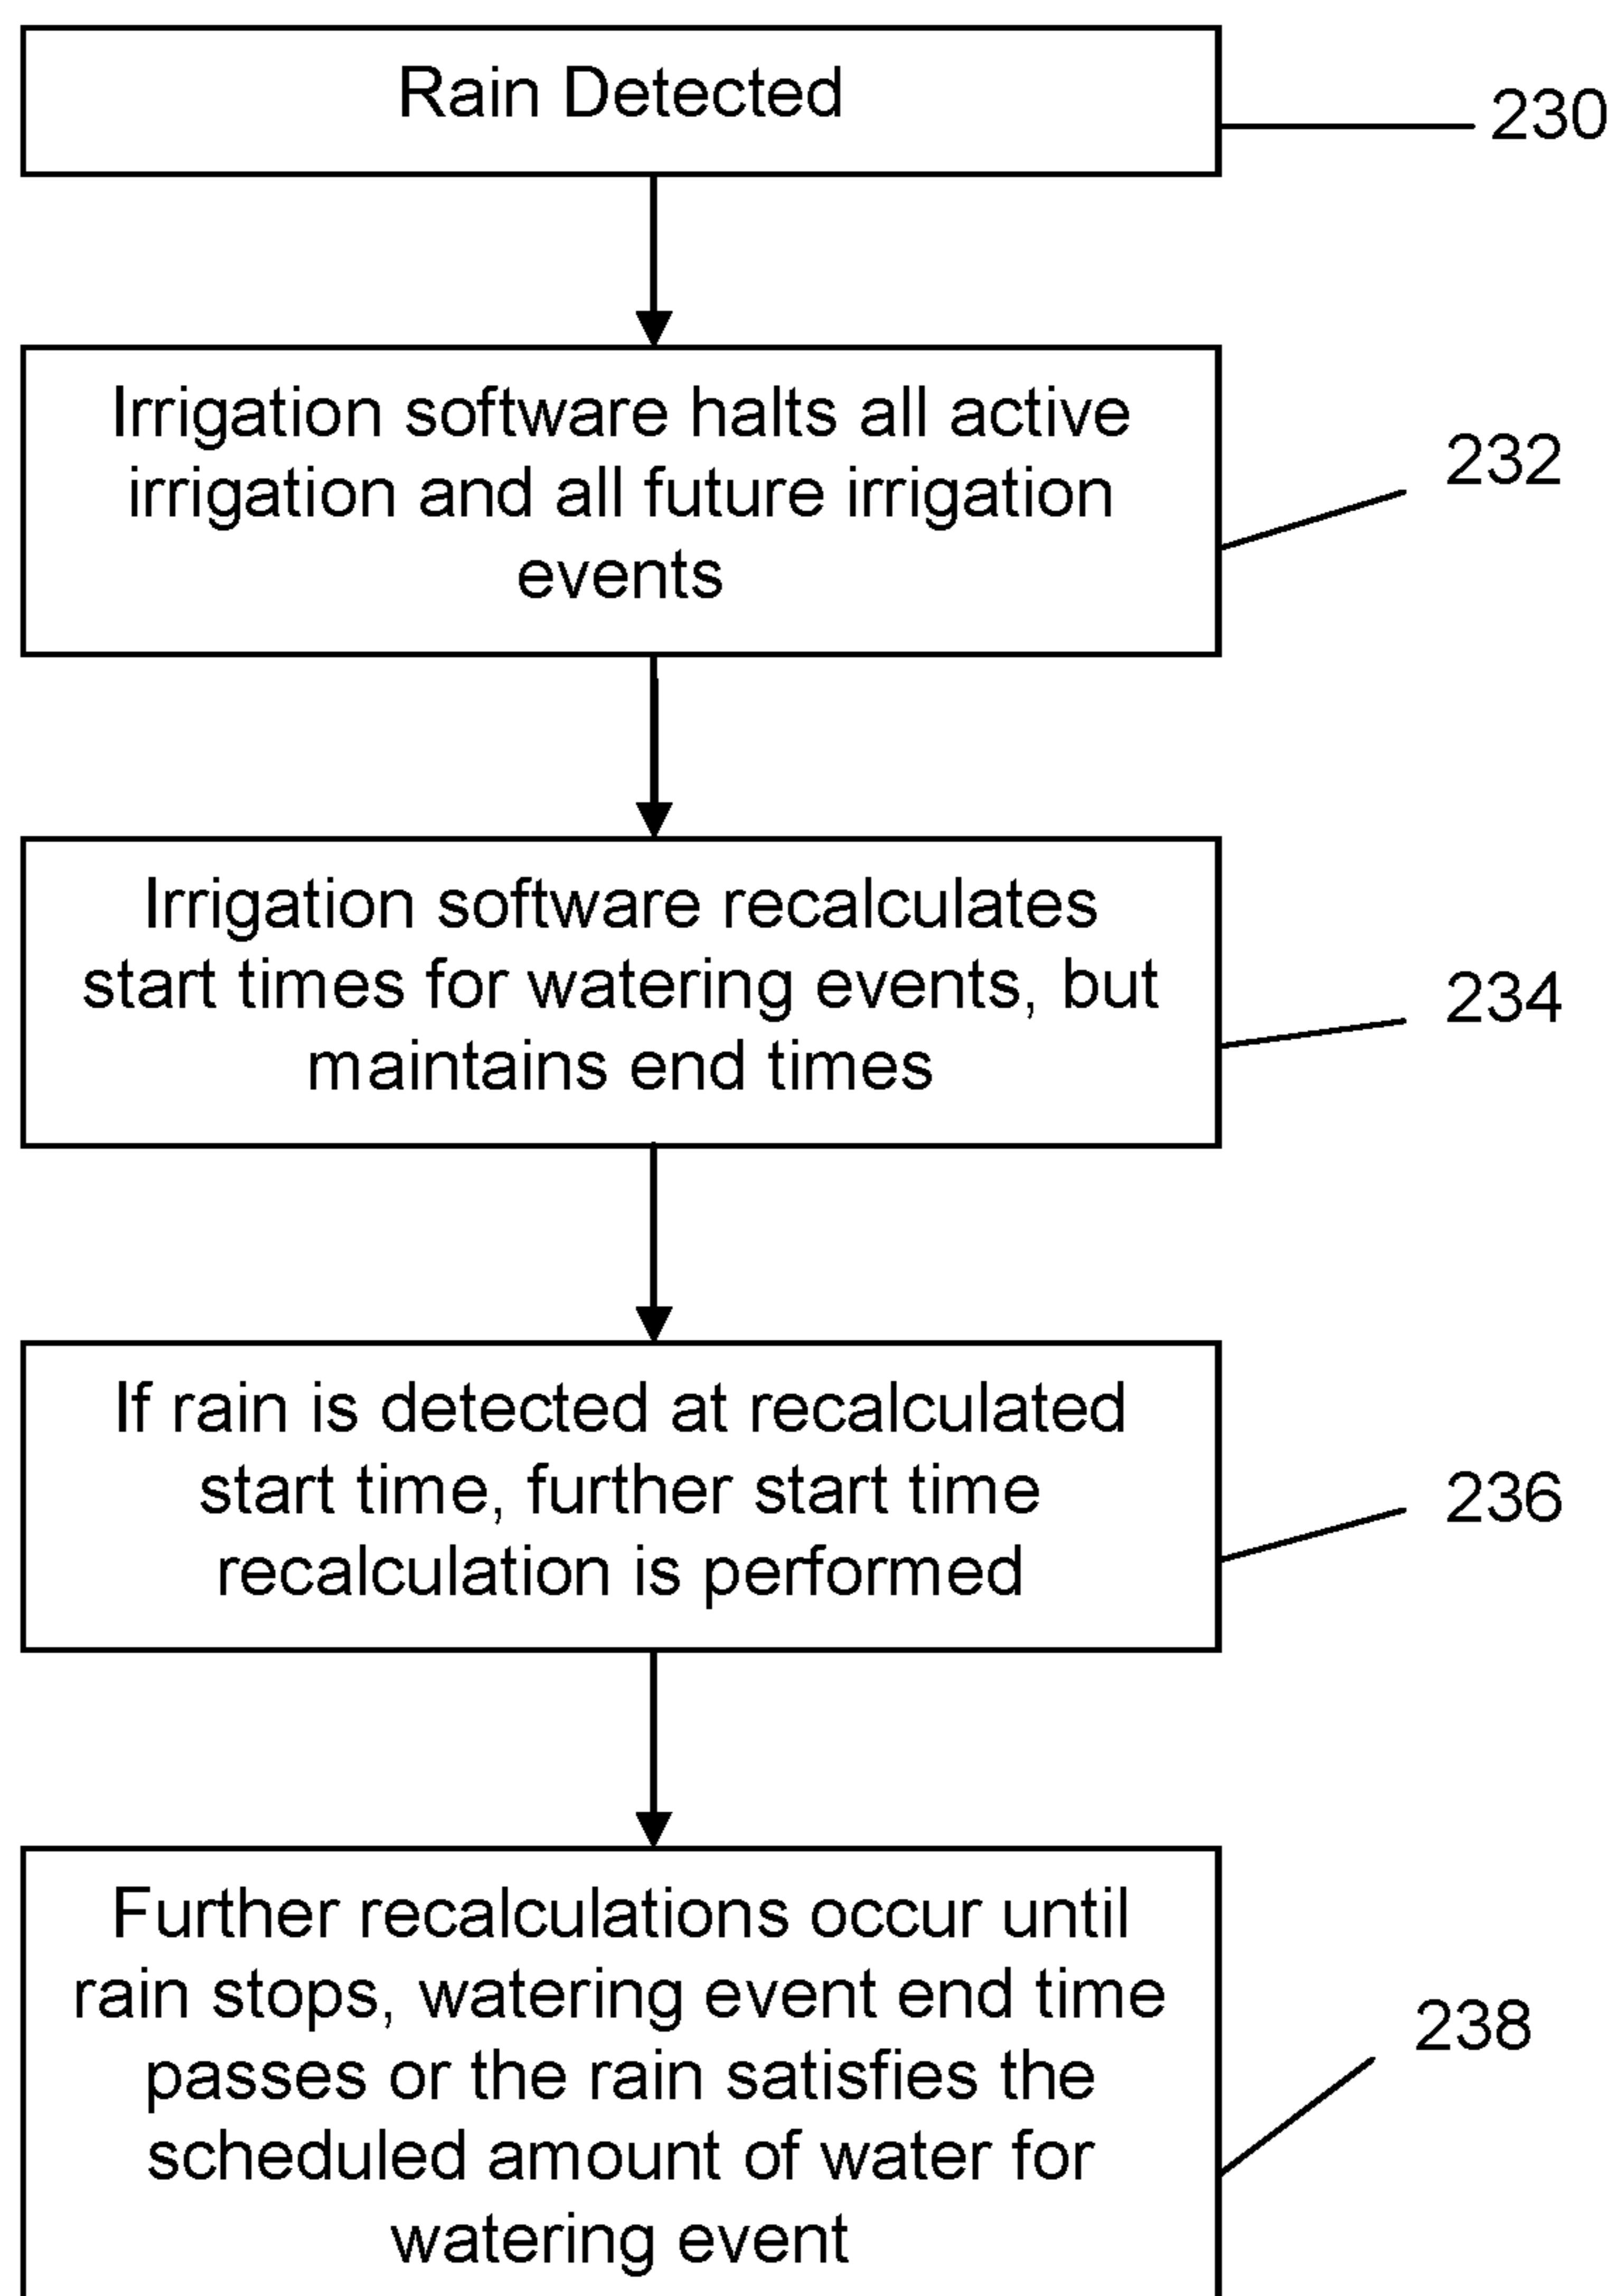 Rain Detected
230
Irrigation software halts all active
irrigation and all future irrigation
events
232
Irrigation software recalculates
start times for watering events, but
maintains end times
234
If rain is detected at recalculated
start time, further start time
recalculation is performed
236
Further recalculations occur until
rain stops, watering event end time
passes or the rain satisfies the
scheduled amount of water for
watering event
238